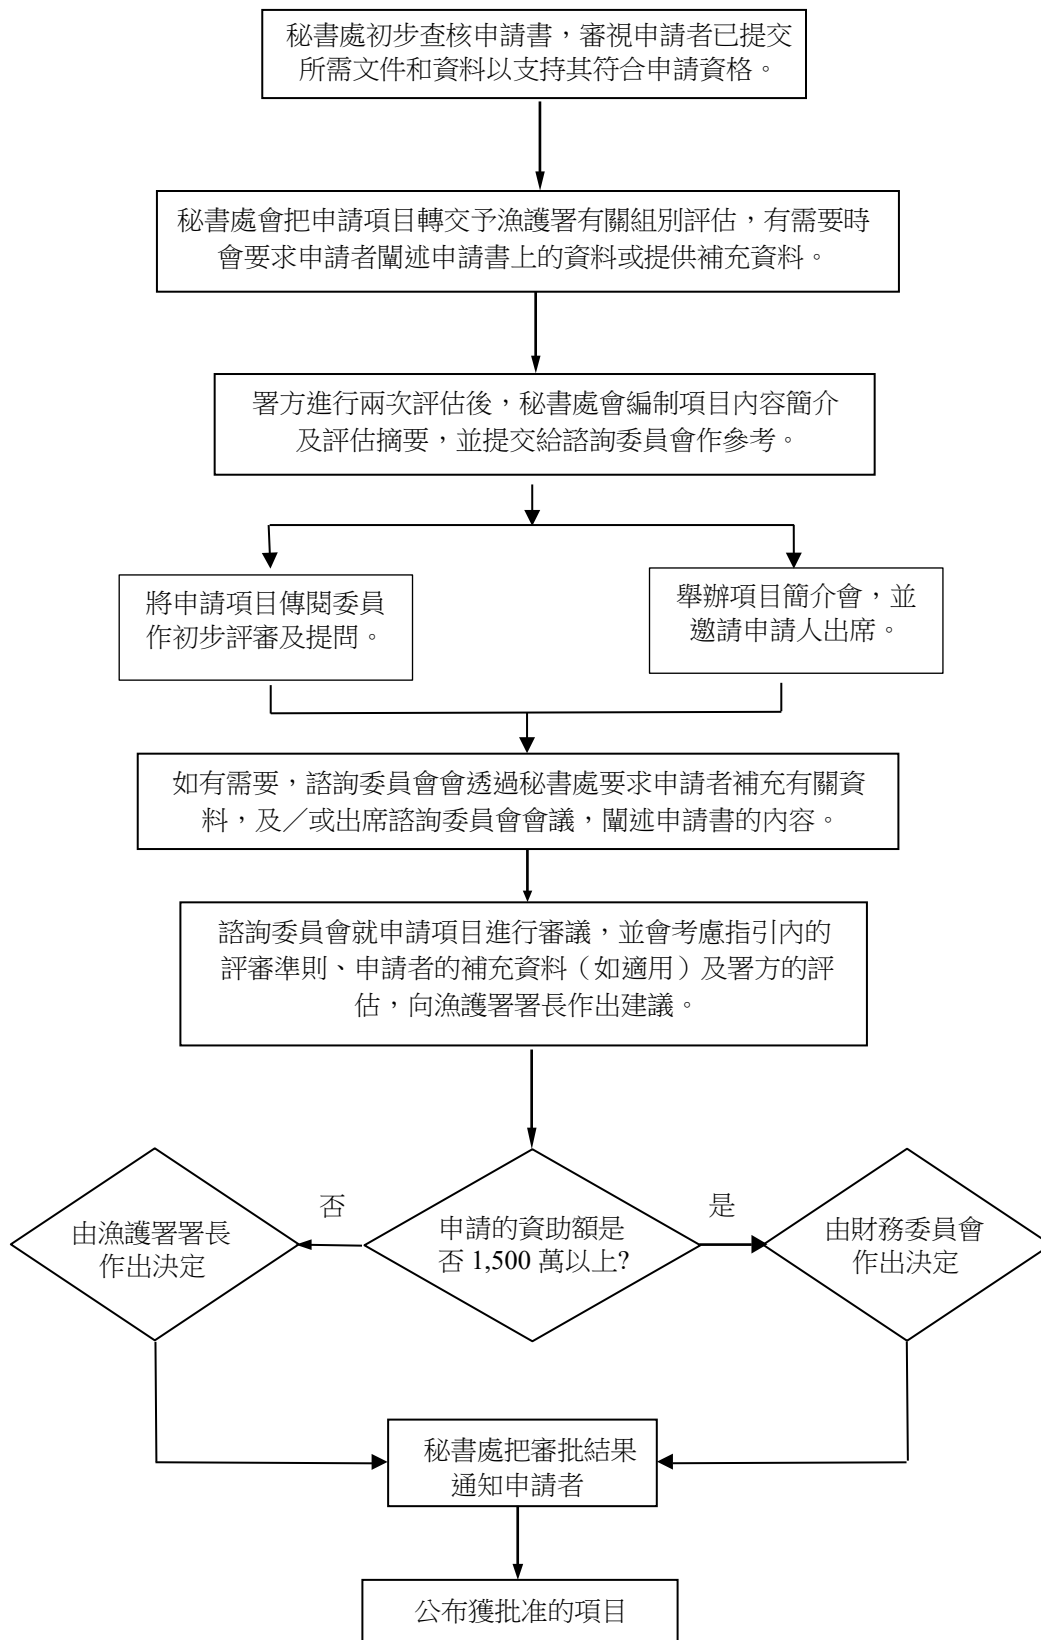 秘書處初步查核申請書，審視申請者已提交
所需文件和資料以支持其符合申請資格。
秘書處會把申請項目轉交予漁護署有關組別評估，有需要時
會要求申請者闡述申請書上的資料或提供補充資料。
署方進行兩次評估後，秘書處會編制項目內容簡介
及評估摘要，並提交給諮詢委員會作參考。
將申請項目傳閱委員
作初步評審及提問。
舉辦項目簡介會，並
邀請申請人出席。
如有需要，諮詢委員會會透過秘書處要求申請者補充有關資
料，及／或出席諮詢委員會會議，闡述申請書的內容。
諮詢委員會就申請項目進行審議，並會考慮指引內的
評審準則、申請者的補充資料（如適用）及署方的評
估，向漁護署署長作出建議。
否
是
由漁護署署長
作出決定
申請的資助額是
否 1,500 萬以上?
由財務委員會
作出決定
秘書處把審批結果
通知申請者
公布獲批准的項目